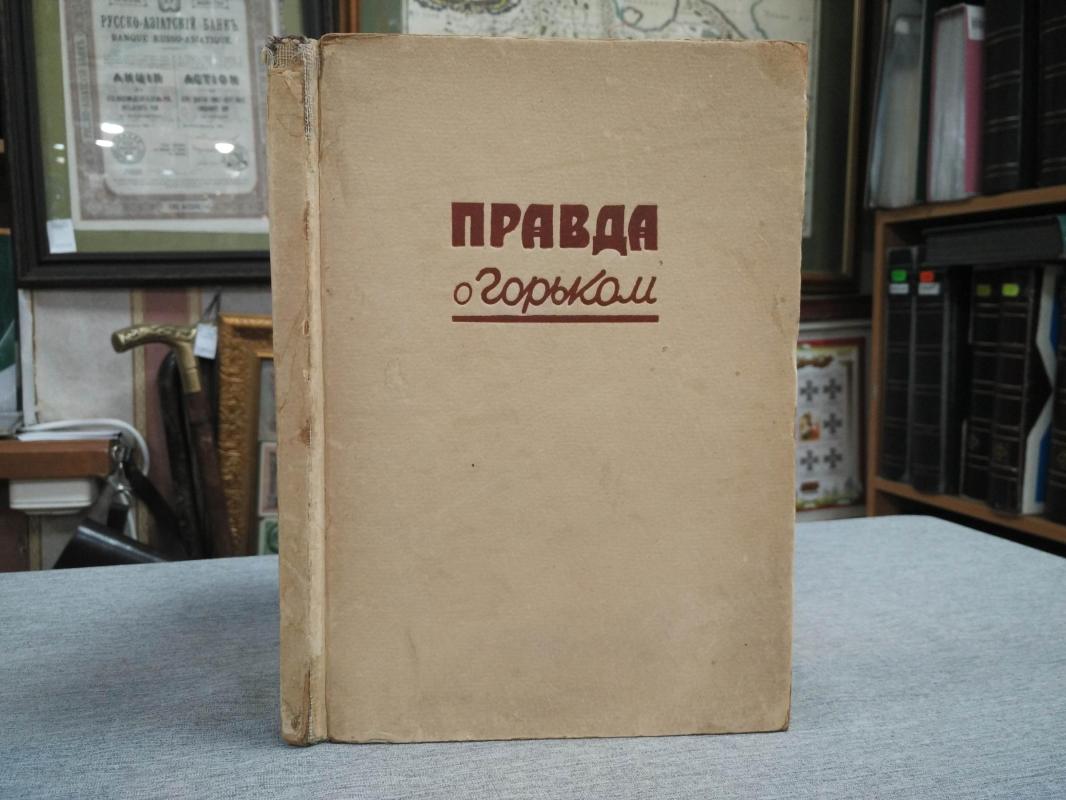 РУССКО-АЗІАТСКІЙ БАНКЪ
BANQUE RUSSO-ASIATIQUE
АКЦІЯ ACTION
ПРАВДА
о Горьком